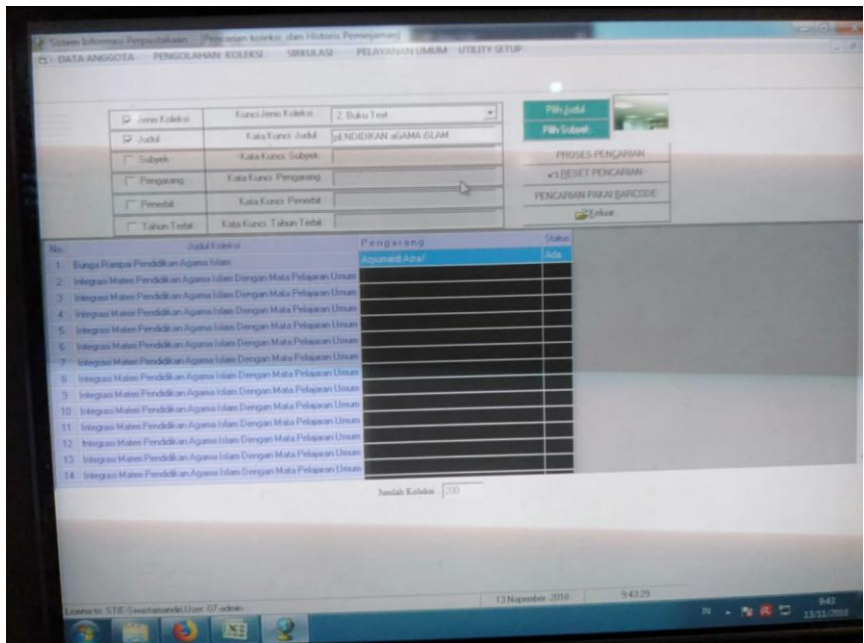 Sistem Informasi Perpustakaan - [Pencarian koleksi dan Historis Peminjaman]
DATA ANGGOTA PENGOLAHAN KOLEKSI SIRKULASI PELAYANAN UMUM UTILITY SETUP
Jenis Koleksi Kunci Jenis Koleksi 2. Buku Text Pilih Judul
Judul Kata Kunci Judul pENDIDIKAN aGAMA iSLAM Pilih Subyek
Subyek Kata Kunci Subyek PROSES PENCARIAN
Pengarang Kata Kunci Pengarang RESET PENCARIAN
Penerbit Kata Kunci Penerbit PENCARIAN PAKAI BARCODE
Tahun Terbit Kata Kunci Tahun Terbit Keluar
No. Judul Koleksi Pengarang Status
1 Bunga Rampai Pendidikan Agama Islam Azyumardi Azra/ Ada
2 Integrasi Materi Pendidikan Agama Islam Dengan Mata Pelajaran Umum
3 Integrasi Materi Pendidikan Agama Islam Dengan Mata Pelajaran Umum
4 Integrasi Materi Pendidikan Agama Islam Dengan Mata Pelajaran Umum
5 Integrasi Materi Pendidikan Agama Islam Dengan Mata Pelajaran Umum
6 Integrasi Materi Pendidikan Agama Islam Dengan Mata Pelajaran Umum
7 Integrasi Materi Pendidikan Agama Islam Dengan Mata Pelajaran Umum
8 Integrasi Materi Pendidikan Agama Islam Dengan Mata Pelajaran Umum
9 Integrasi Materi Pendidikan Agama Islam Dengan Mata Pelajaran Umum
10 Integrasi Materi Pendidikan Agama Islam Dengan Mata Pelajaran Umum
11 Integrasi Materi Pendidikan Agama Islam Dengan Mata Pelajaran Umum
12 Integrasi Materi Pendidikan Agama Islam Dengan Mata Pelajaran Umum
13 Integrasi Materi Pendidikan Agama Islam Dengan Mata Pelajaran Umum
14 Integrasi Materi Pendidikan Agama Islam Dengan Mata Pelajaran Umum
Jumlah Koleksi 200
User: 07 admin 13 Nopember 2018 9:43:29
IN 9:43
13/11/2018